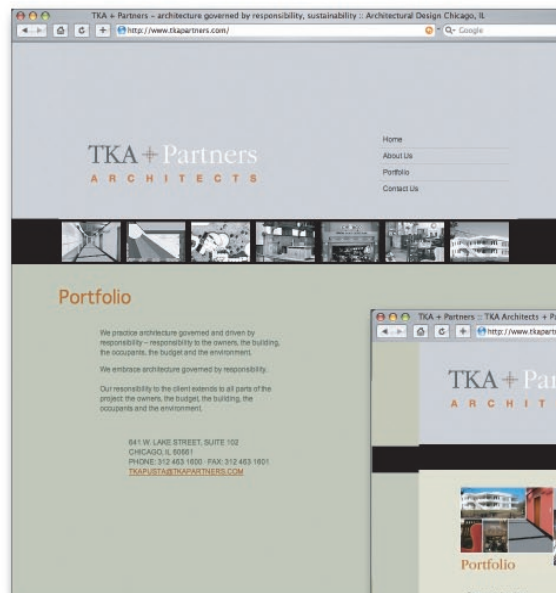 TKA + Partners – architecture governed by responsibility, sustainability :: Architectural Design Chicago, IL
http://www.tkapartners.com/
Google
TKA + Partners
ARCHITECTS
Home
About Us
Portfolio
Contact Us
Portfolio
We practice architecture governed and driven by
responsibility – responsibility to the owners, the building,
the occupants, the budget and the environment.
We embrace architecture governed by responsibility.
Our resonsibility to the client extends to all parts of the
project: the owners, the budget, the building, the
occupants and the environment.
641 W. LAKE STREET, SUITE 102
CHICAGO, IL 60661
PHONE: 312 463 1600 · FAX: 312 463 1601
TKAPUSTA@TKAPARTNERS.COM
TKA + Partners :: TKA Architects + Pa
http://www.tkapartn
TKA + Par
ARCHIT
Portfolio